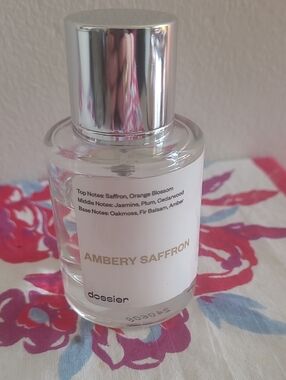 Top Notes: Saffron, Orange Blossom
Middle Notes: Jasmine, Plum, Cedarwood
Base Notes: Oakmoss, Fir Balsam, Amber
AMBERY SAFFRON
dossier